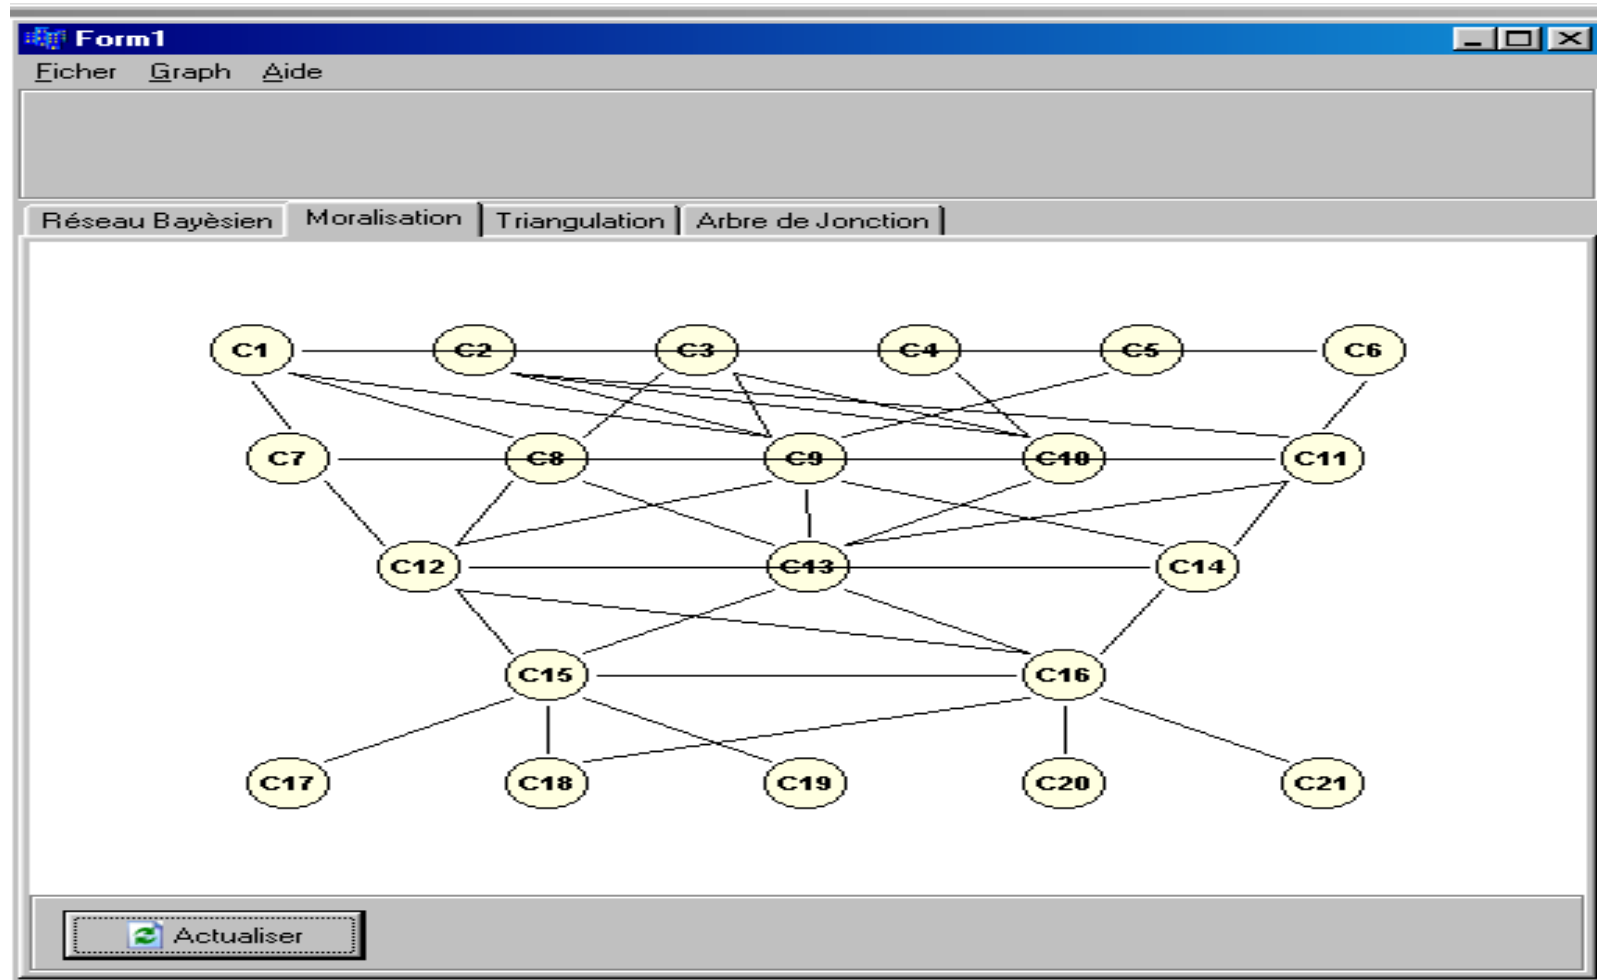 Form1
Ficher Graph Aide
Réseau Bayèsien Moralisation Triangulation Arbre de Jonction
C1 C2 C3 C4 C5 C6
C7 C8 C9 C10 C11
C12 C13 C14
C15 C16
C17 C18 C19 C20 C21
Actualiser